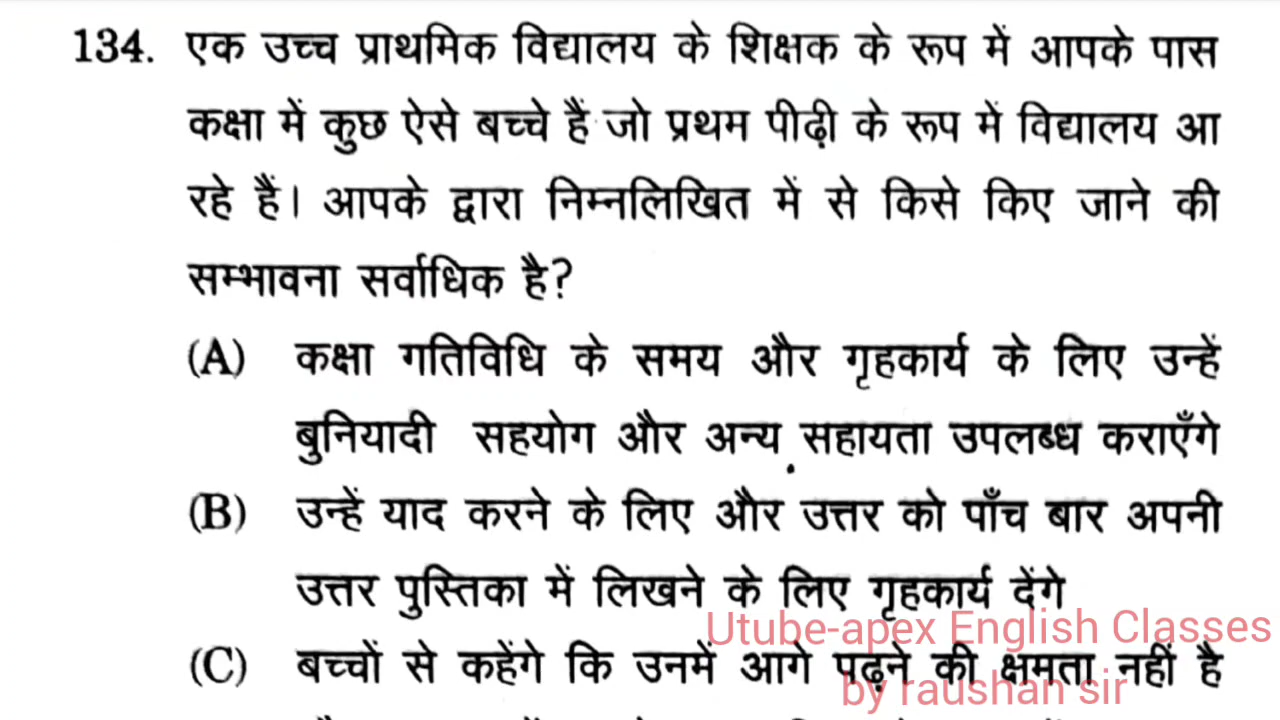 134. एक उच्च प्राथमिक विद्यालय के शिक्षक के रूप में आपके पास
कक्षा में कुछ ऐसे बच्चे हैं जो प्रथम पीढ़ी के रूप में विद्यालय आ
रहे हैं। आपके द्वारा निम्नलिखित में से किसे किए जाने की
सम्भावना सर्वाधिक है?
(A) कक्षा गतिविधि के समय और गृहकार्य के लिए उन्हें
बुनियादी सहयोग और अन्य सहायता उपलब्ध कराएँगे
(B) उन्हें याद करने के लिए और उत्तर को पाँच बार अपनी
उत्तर पुस्तिका में लिखने के लिए गृहकार्य देंगे
Utube-apex English Classes
(C) बच्चों से कहेंगे कि उनमें आगे पढ़ने की क्षमता नहीं है
by raushan sir